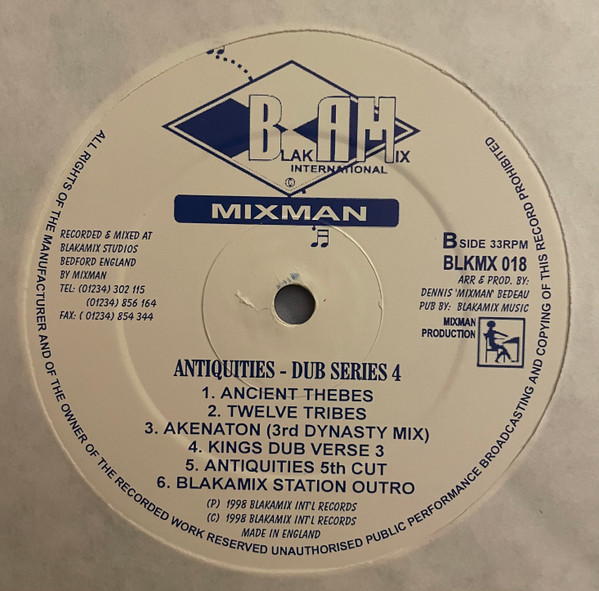 BLAKAMIX
INTERNATIONAL
©
MIXMAN
RECORDED & MIXED AT
BLAKAMIX STUDIOS
BEDFORD ENGLAND
BY MIXMAN
TEL: (01234) 302 115
(01234) 856 164
FAX: ( 01234) 854 344
B SIDE 33RPM
BLKMX 018
ARR & PROD. BY:
DENNIS 'MIXMAN' BEDEAU
PUB BY: BLAKAMIX MUSIC
MIXMAN
PRODUCTION
ANTIQUITIES - DUB SERIES 4
1. ANCIENT THEBES
2. TWELVE TRIBES
3. AKENATON (3rd DYNASTY MIX)
4. KINGS DUB VERSE 3
5. ANTIQUITIES 5th CUT
6. BLAKAMIX STATION OUTRO
(P) 1998 BLAKAMIX INT'L RECORDS
(C) 1998 BLAKAMIX INT'L RECORDS
MADE IN ENGLAND
ALL RIGHTS OF THE MANUFACTURER AND OF THE OWNER OF THE RECORDED WORK RESERVED UNAUTHORISED PUBLIC PERFORMANCE BROADCASTING AND COPYING OF THIS RECORD PROHIBITED